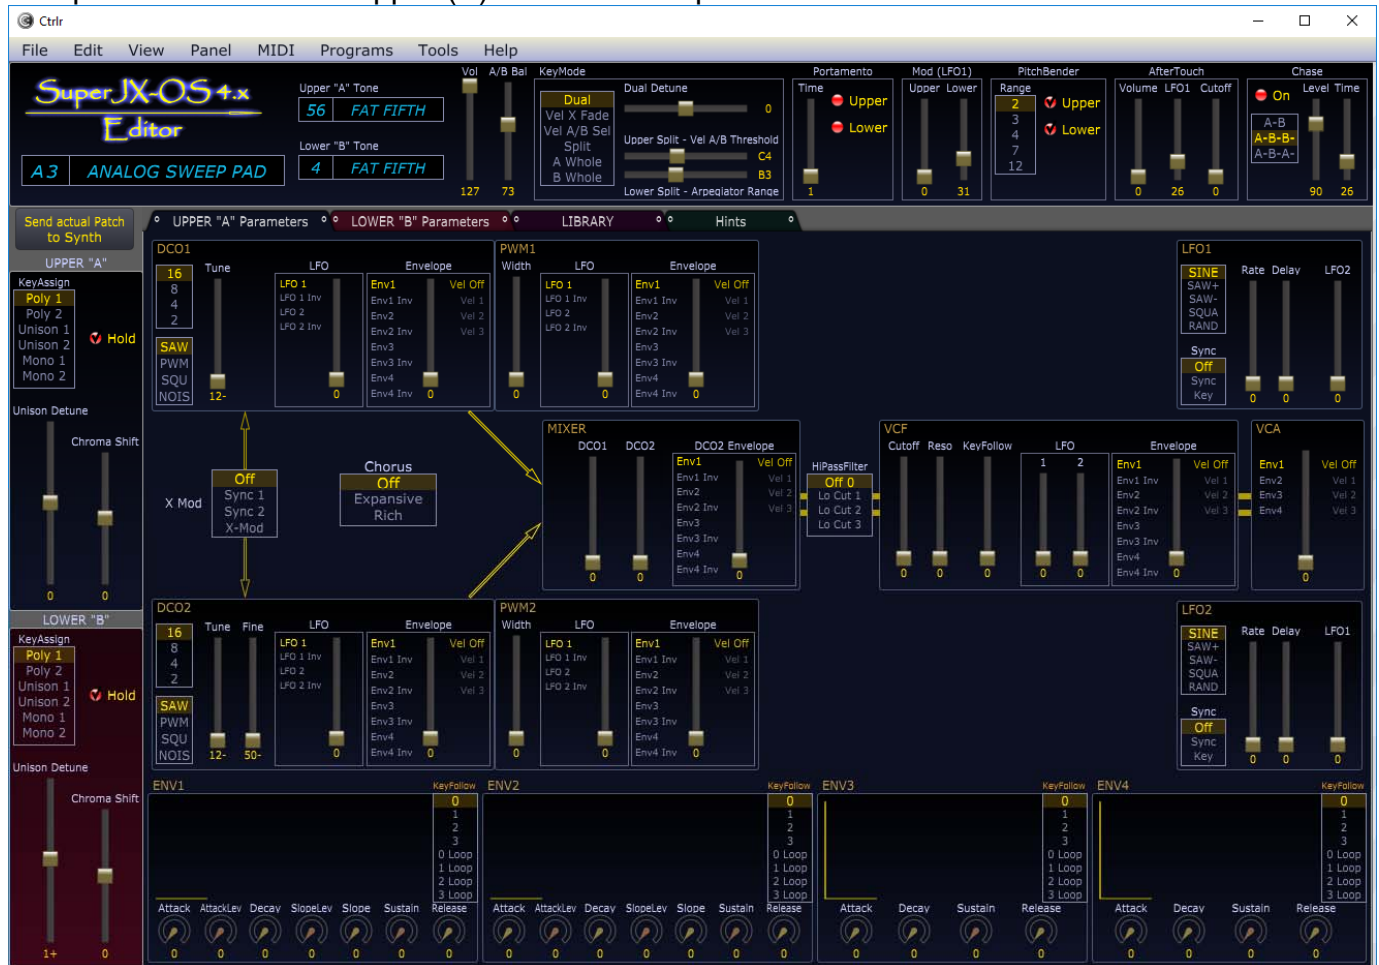 Ctrlr
File Edit View Panel MIDI Programs Tools Help
SuperJX-OS 4.x
Editor
A3 ANALOG SWEEP PAD
Upper "A" Tone
56 FAT FIFTH
Lower "B" Tone
4 FAT FIFTH
Vol A/B Bal
127 73
KeyMode
Dual
Vel X Fade
Vel A/B Sel
Split
A Whole
B Whole
Dual Detune
0
Upper Split - Vel A/B Threshold
C4
B3
Lower Split - Arpegiator Range
Portamento
Time
Upper
Lower
1
Mod (LFO1)
Upper Lower
0 31
PitchBender
Range
2
3
4
7
12
Upper
Lower
AfterTouch
Volume LFO1 Cutoff
0 26 0
Chase
On
Level Time
A-B
A-B-B-
A-B-A-
90 26
Send actual Patch
to Synth
UPPER "A" Parameters
LOWER "B" Parameters
LIBRARY
Hints
UPPER "A"
KeyAssign
Poly 1
Poly 2
Unison 1
Unison 2
Mono 1
Mono 2
Hold
Unison Detune
Chroma Shift
0 0
LOWER "B"
KeyAssign
Poly 1
Poly 2
Unison 1
Unison 2
Mono 1
Mono 2
Hold
Unison Detune
Chroma Shift
1+ 0
DCO1
16
8
4
2
SAW
PWM
SQU
NOIS
Tune
12-
LFO
LFO 1
LFO 1 Inv
LFO 2
LFO 2 Inv
0
Envelope
Env1 Vel Off
Env1 Inv Vel 1
Env2 Vel 2
Env2 Inv Vel 3
Env3
Env3 Inv
Env4
Env4 Inv 0
PWM1
Width
0
LFO
LFO 1
LFO 1 Inv
LFO 2
LFO 2 Inv
0
Envelope
Env1 Vel Off
Env1 Inv Vel 1
Env2 Vel 2
Env2 Inv Vel 3
Env3
Env3 Inv
Env4
Env4 Inv 0
LFO1
SINE
SAW+
SAW-
SQUA
RAND
Sync
Off
Sync
Key
Rate Delay LFO2
0 0 0
X Mod
Off
Sync 1
Sync 2
X-Mod
Chorus
Off
Expansive
Rich
MIXER
DCO1 DCO2
0 0
DCO2 Envelope
Env1 Vel Off
Env1 Inv Vel 1
Env2 Vel 2
Env2 Inv Vel 3
Env3
Env3 Inv
Env4
Env4 Inv 0
HiPassFilter
Off 0
Lo Cut 1
Lo Cut 2
Lo Cut 3
VCF
Cutoff Reso KeyFollow
0 0 0
LFO
1 2
0 0
Envelope
Env1 Vel Off
Env1 Inv Vel 1
Env2 Vel 2
Env2 Inv Vel 3
Env3
Env3 Inv
Env4
Env4 Inv 0
VCA
Env1 Vel Off
Env2 Vel 1
Env3 Vel 2
Env4 Vel 3
0
DCO2
16
8
4
2
SAW
PWM
SQU
NOIS
Tune Fine
12- 50-
LFO
LFO 1
LFO 1 Inv
LFO 2
LFO 2 Inv
0
Envelope
Env1 Vel Off
Env1 Inv Vel 1
Env2 Vel 2
Env2 Inv Vel 3
Env3
Env3 Inv
Env4
Env4 Inv 0
PWM2
Width
0
LFO
LFO 1
LFO 1 Inv
LFO 2
LFO 2 Inv
0
Envelope
Env1 Vel Off
Env1 Inv Vel 1
Env2 Vel 2
Env2 Inv Vel 3
Env3
Env3 Inv
Env4
Env4 Inv 0
LFO2
SINE
SAW+
SAW-
SQUA
RAND
Sync
Off
Sync
Key
Rate Delay LFO1
0 0 0
ENV1
KeyFollow
0
1
2
3
0 Loop
1 Loop
2 Loop
3 Loop
Attack AttackLev Decay SlopeLev Slope Sustain Release
0 0 0 0 0 0 0
ENV2
KeyFollow
0
1
2
3
0 Loop
1 Loop
2 Loop
3 Loop
Attack AttackLev Decay SlopeLev Slope Sustain Release
0 0 0 0 0 0 0
ENV3
KeyFollow
0
1
2
3
0 Loop
1 Loop
2 Loop
3 Loop
Attack Decay Sustain Release
0 0 0 0
ENV4
KeyFollow
0
1
2
3
0 Loop
1 Loop
2 Loop
3 Loop
Attack Decay Sustain Release
0 0 0 0